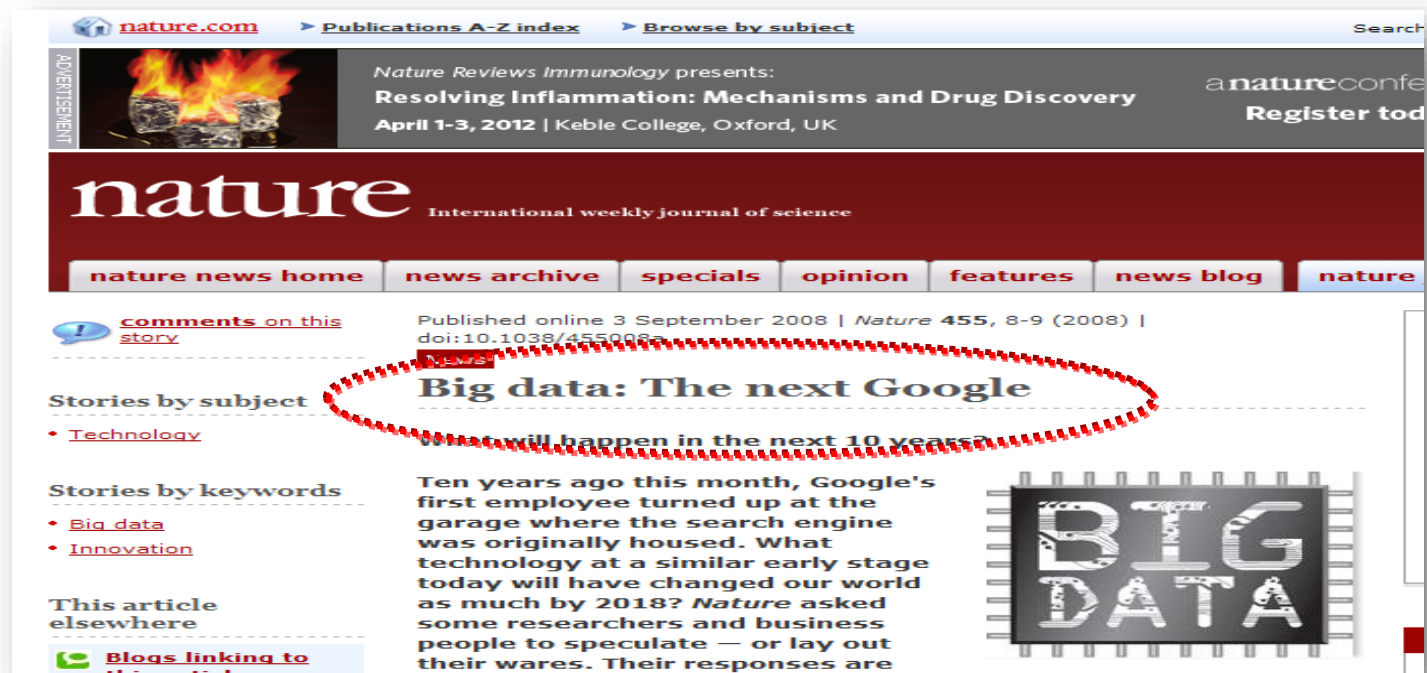 nature.com
Publications A-Z index
Browse by subject
Search
ADVERTISEMENT
Nature Reviews Immunology presents:
Resolving Inflammation: Mechanisms and Drug Discovery
April 1-3, 2012 | Keble College, Oxford, UK
a natureconfe
Register tod
nature International weekly journal of science
nature news home
news archive
specials
opinion
features
news blog
nature
comments on this
story
Stories by subject
• Technology
Stories by keywords
• Big data
• Innovation
This article
elsewhere
Blogs linking to
Published online 3 September 2008 | Nature 455, 8-9 (2008) |
doi:10.1038/455008a
News
Big data: The next Google
What will happen in the next 10 years?
Ten years ago this month, Google's
first employee turned up at the
garage where the search engine
was originally housed. What
technology at a similar early stage
today will have changed our world
as much by 2018? Nature asked
some researchers and business
people to speculate — or lay out
their wares. Their responses are
BIG
DATA